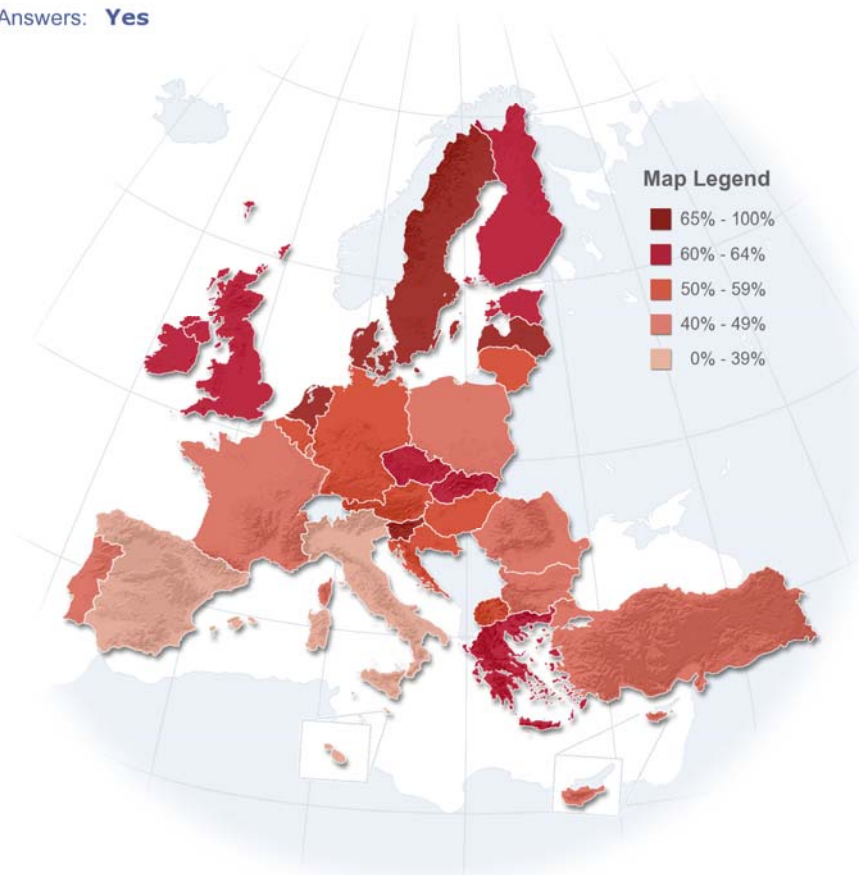 Answers: Yes
Map Legend
65% - 100%
60% - 64%
50% - 59%
40% - 49%
0% - 39%